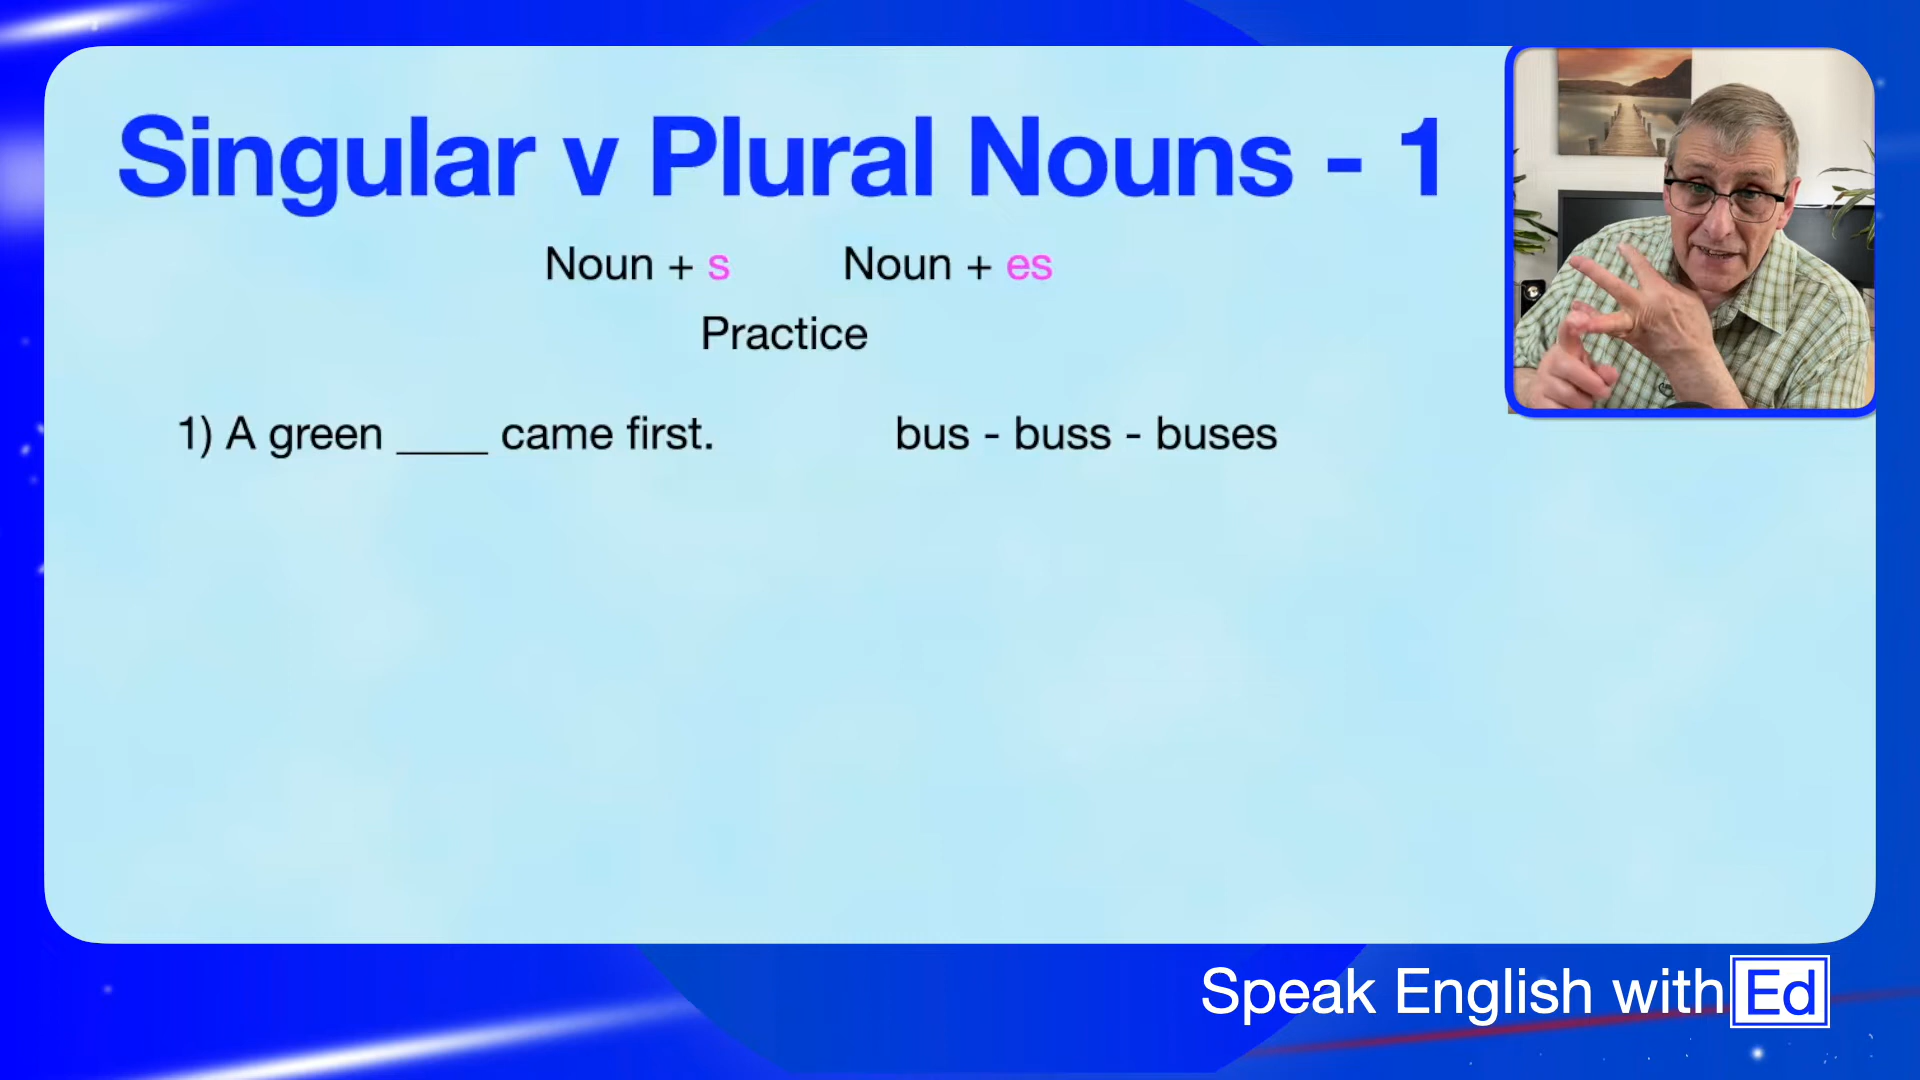 Singular v Plural Nouns - 1
Noun + s Noun + es
Practice
1) A green ____ came first. bus - buss - buses
Speak English with Ed